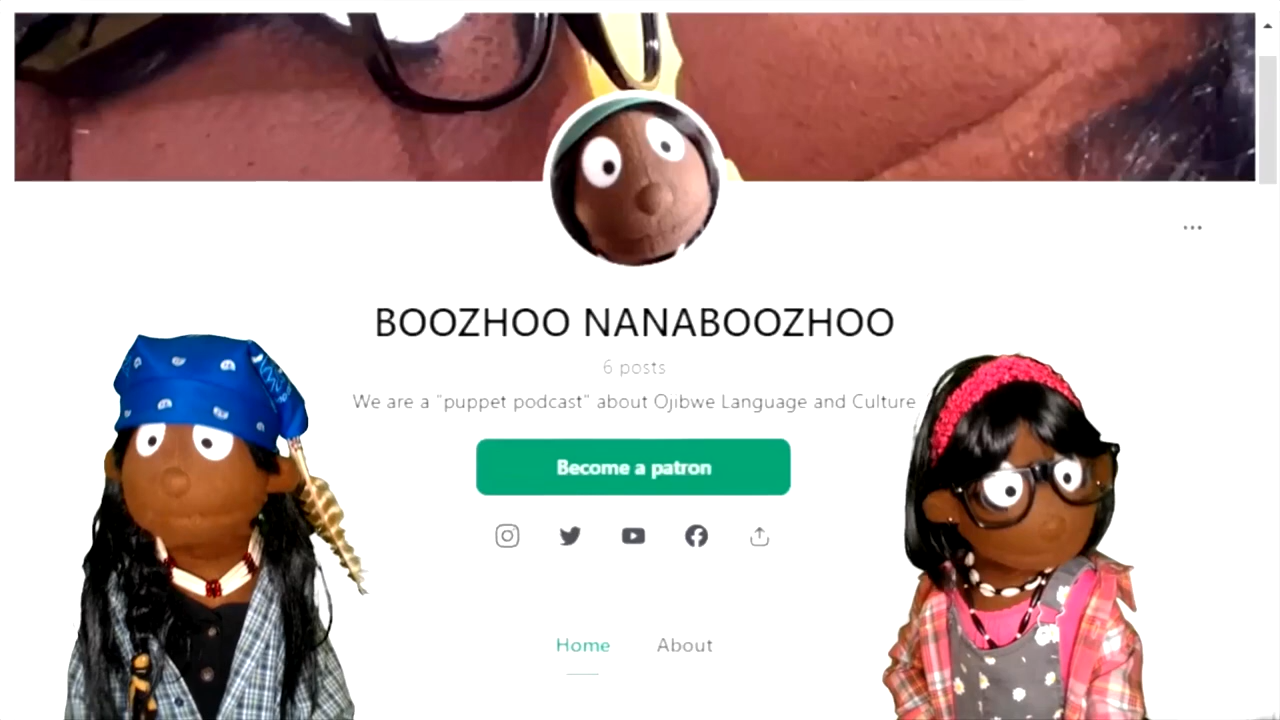 BOOZHOO NANABOOZHOO
6 posts
We are a "puppet podcast" about Ojibwe Language and Culture
Become a patron
Home
About